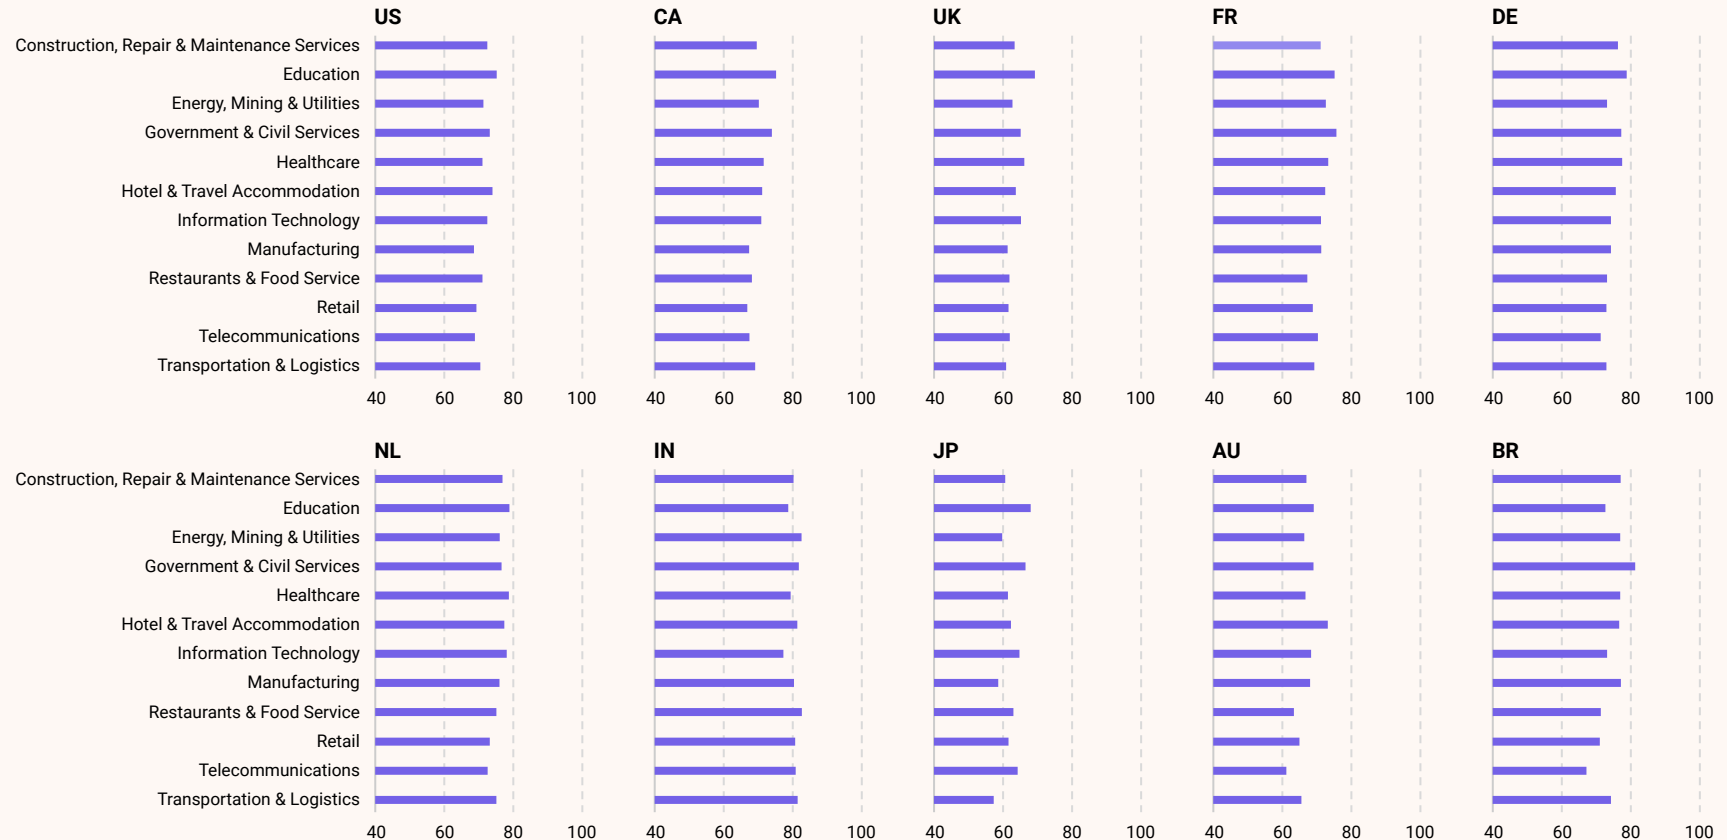 US CA UK FR DE
Construction, Repair & Maintenance Services
Education
Energy, Mining & Utilities
Government & Civil Services
Healthcare
Hotel & Travel Accommodation
Information Technology
Manufacturing
Restaurants & Food Service
Retail
Telecommunications
Transportation & Logistics
40 60 80 100 40 60 80 100 40 60 80 100 40 60 80 100 40 60 80 100
NL IN JP AU BR
Construction, Repair & Maintenance Services
Education
Energy, Mining & Utilities
Government & Civil Services
Healthcare
Hotel & Travel Accommodation
Information Technology
Manufacturing
Restaurants & Food Service
Retail
Telecommunications
Transportation & Logistics
40 60 80 100 40 60 80 100 40 60 80 100 40 60 80 100 40 60 80 100